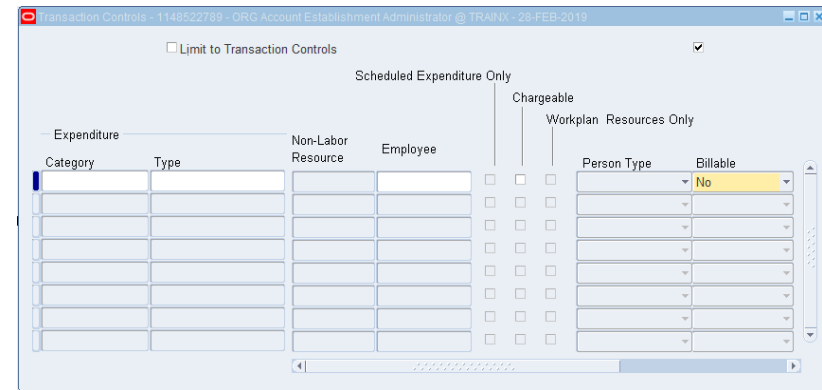 Transaction Controls - 1148522789 - ORG Account Establishment Administrator @ TRAINX - 28-FEB-2019
Limit to Transaction Controls
Scheduled Expenditure Only
Chargeable
Workplan Resources Only
Expenditure
Non-Labor
Resource
Employee
Category
Type
Person Type
Billable
No